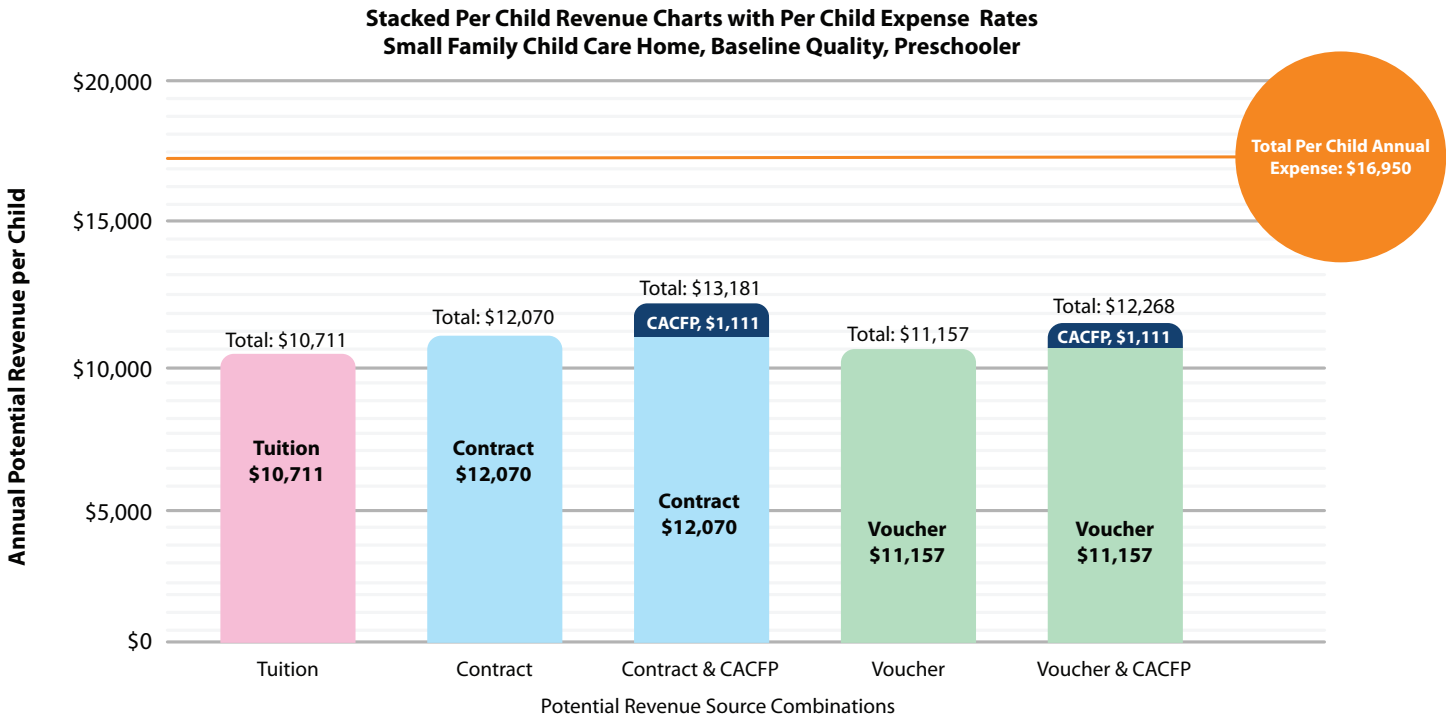 Stacked Per Child Revenue Charts with Per Child Expense Rates
Small Family Child Care Home, Baseline Quality, Preschooler
Annual Potential Revenue per Child
$20,000
$15,000
$10,000
$5,000
$0
Total Per Child Annual
Expense: $16,950
Total: $10,711
Tuition
$10,711
Total: $12,070
Contract
$12,070
Total: $13,181
CACFP, $1,111
Contract
$12,070
Total: $11,157
Voucher
$11,157
Total: $12,268
CACFP, $1,111
Voucher
$11,157
Tuition
Contract
Contract & CACFP
Voucher
Voucher & CACFP
Potential Revenue Source Combinations